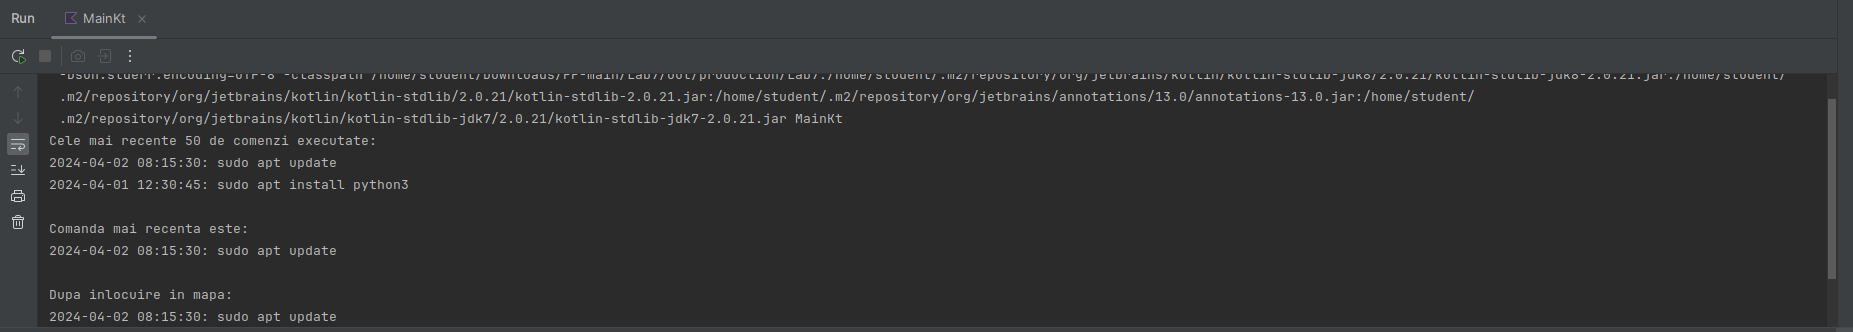 Run MainKt
-Dsun.stderr.encoding=UTF-8 -classpath /home/student/Downloads/PP-main/Lab7/out/production/Lab7:/home/student/.m2/repository/org/jetbrains/kotlin/kotlin-stdlib-jdk8/2.0.21/kotlin-stdlib-jdk8-2.0.21.jar:/home/student/
.m2/repository/org/jetbrains/kotlin/kotlin-stdlib/2.0.21/kotlin-stdlib-2.0.21.jar:/home/student/.m2/repository/org/jetbrains/annotations/13.0/annotations-13.0.jar:/home/student/
.m2/repository/org/jetbrains/kotlin/kotlin-stdlib-jdk7/2.0.21/kotlin-stdlib-jdk7-2.0.21.jar MainKt
Cele mai recente 50 de comenzi executate:
2024-04-02 08:15:30: sudo apt update
2024-04-01 12:30:45: sudo apt install python3
Comanda mai recenta este:
2024-04-02 08:15:30: sudo apt update
Dupa inlocuire in mapa:
2024-04-02 08:15:30: sudo apt update